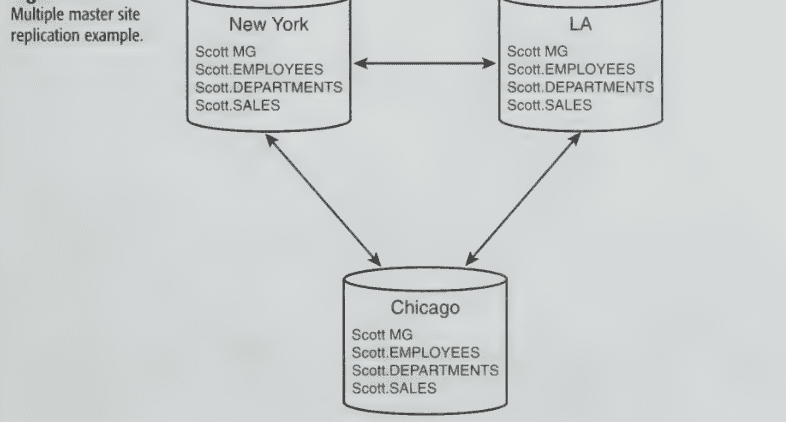 Multiple master site
replication example.
New York
Scott MG
Scott.EMPLOYEES
Scott.DEPARTMENTS
Scott.SALES
LA
Scott MG
Scott.EMPLOYEES
Scott.DEPARTMENTS
Scott.SALES
Chicago
Scott MG
Scott.EMPLOYEES
Scott.DEPARTMENTS
Scott.SALES